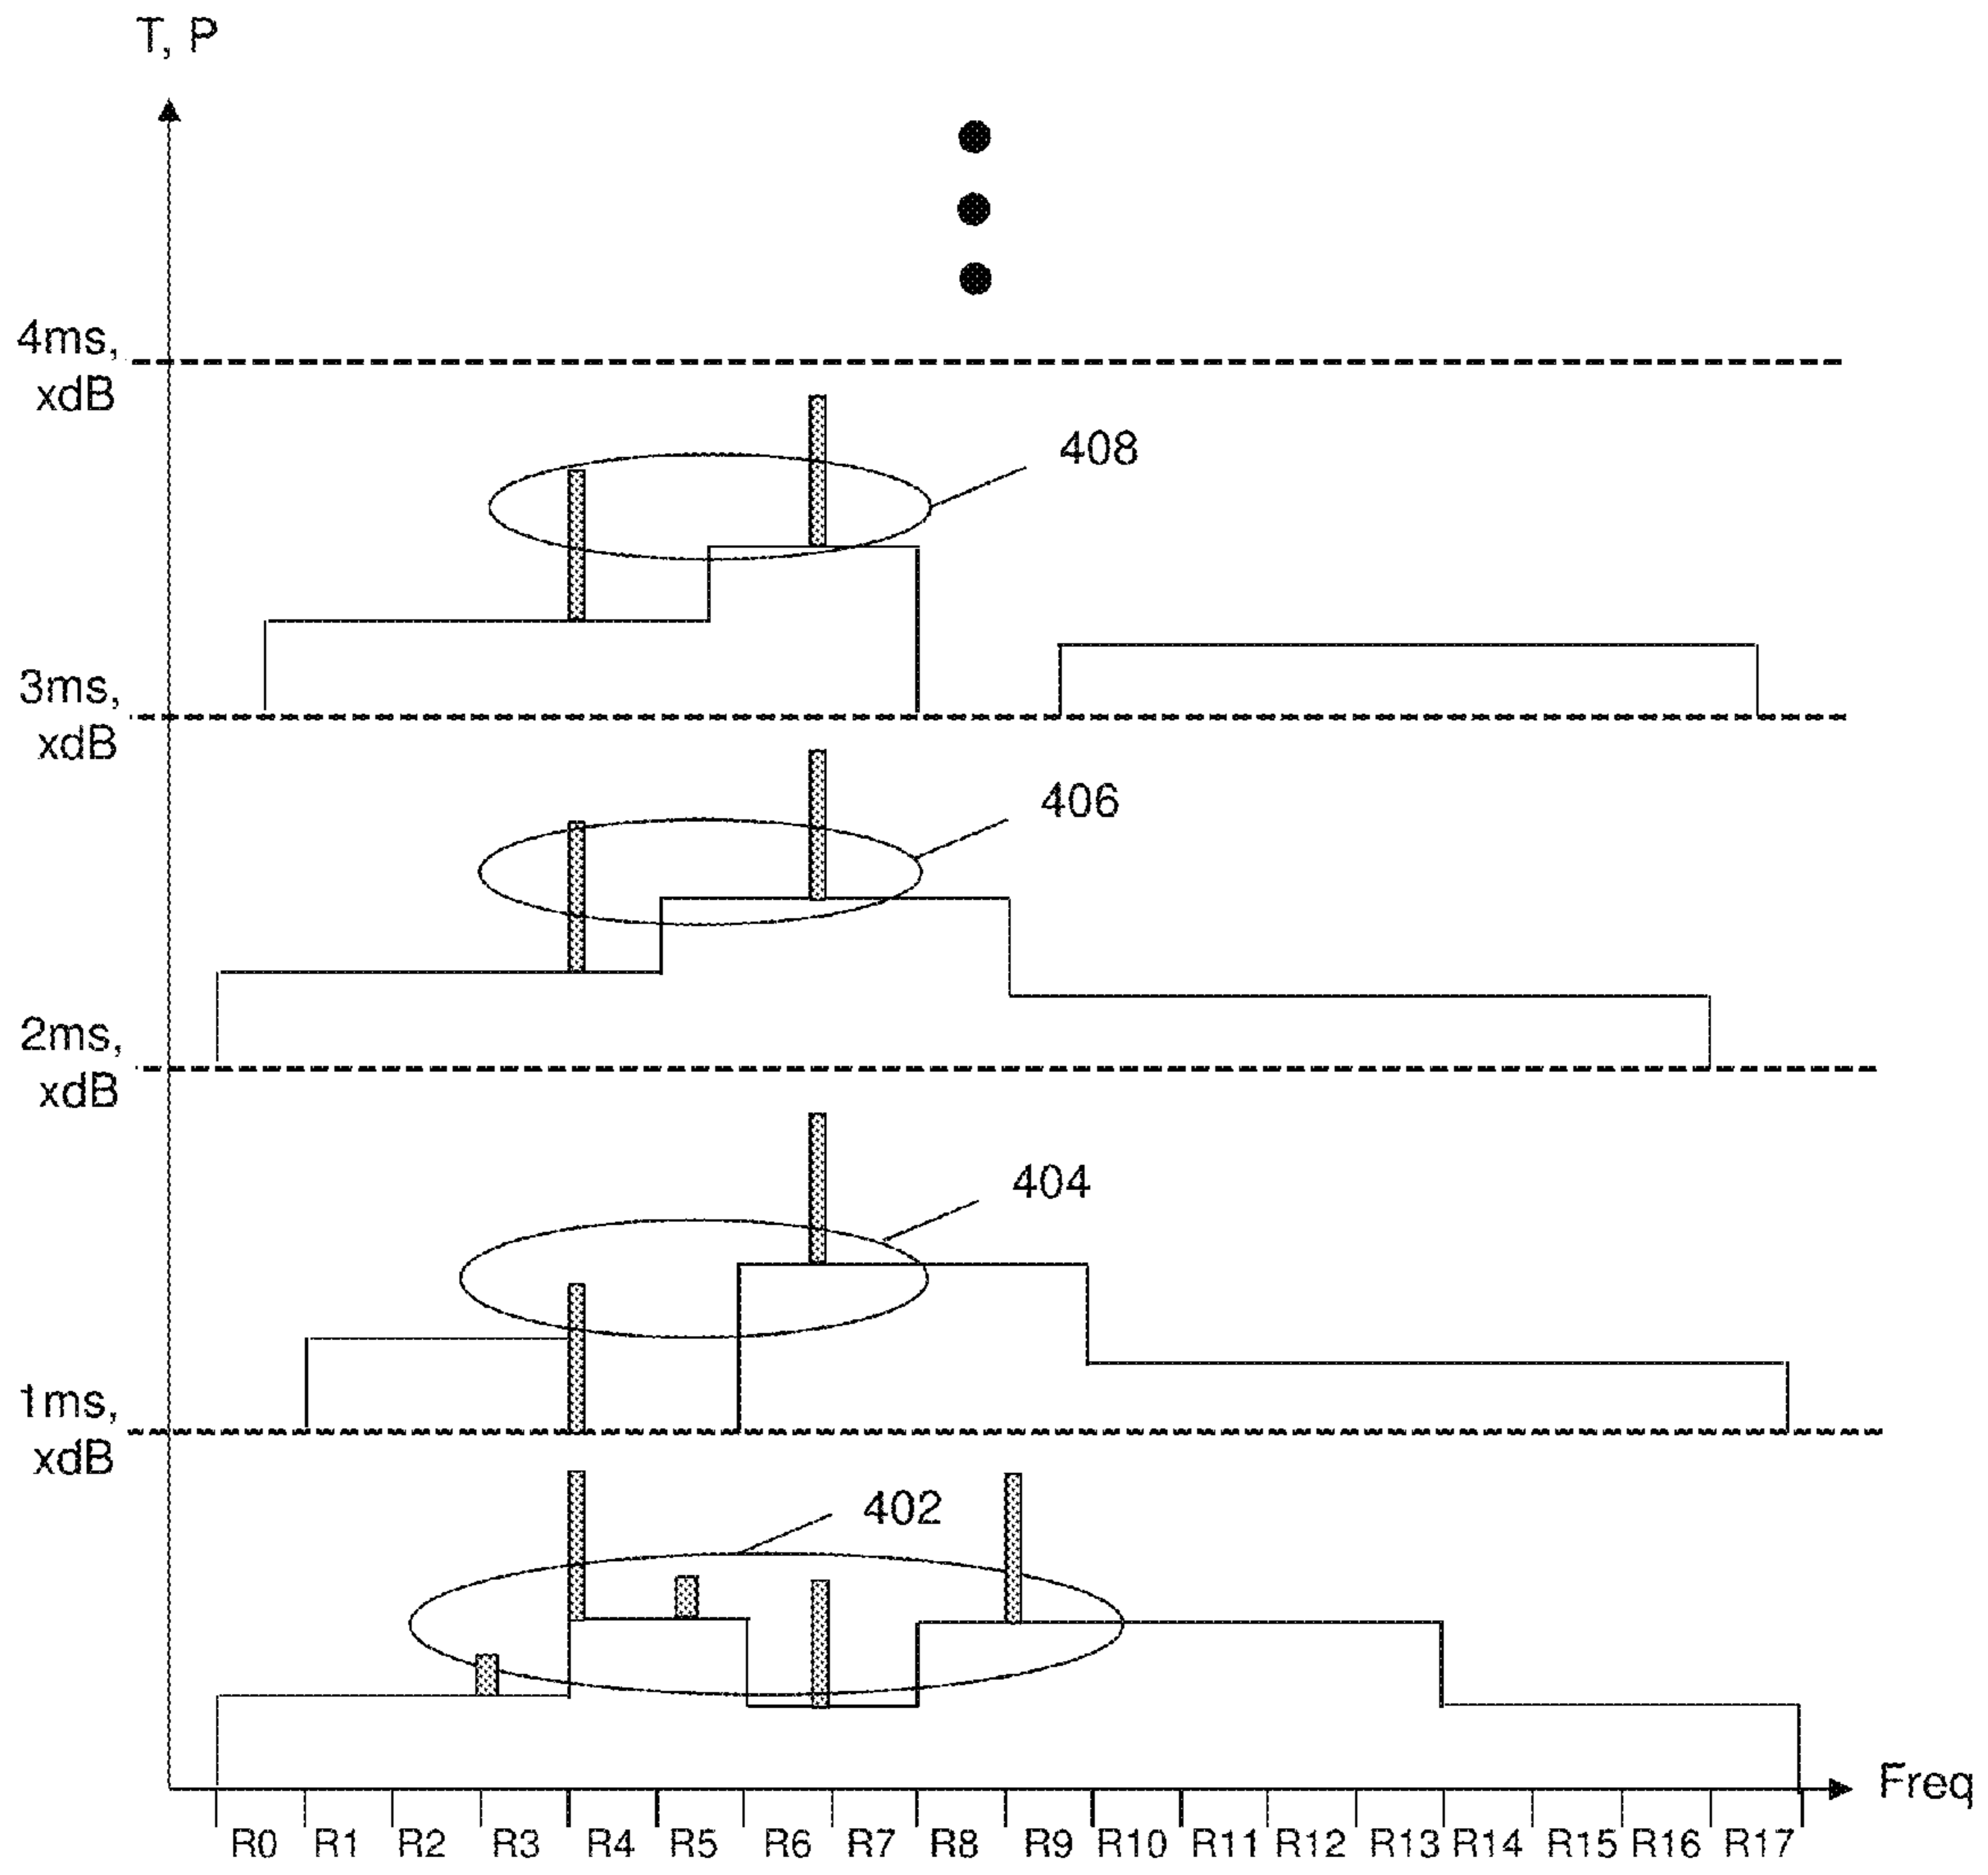 T, P
4ms,
xdB
408
3ms,
xdB
406
2ms,
xdB
404
1ms,
xdB
402
Freq
R0 R1 R2 R3 R4 R5 R6 R7 R8 R9 R10 R11 R12 R13 R14 R15 R16 R17